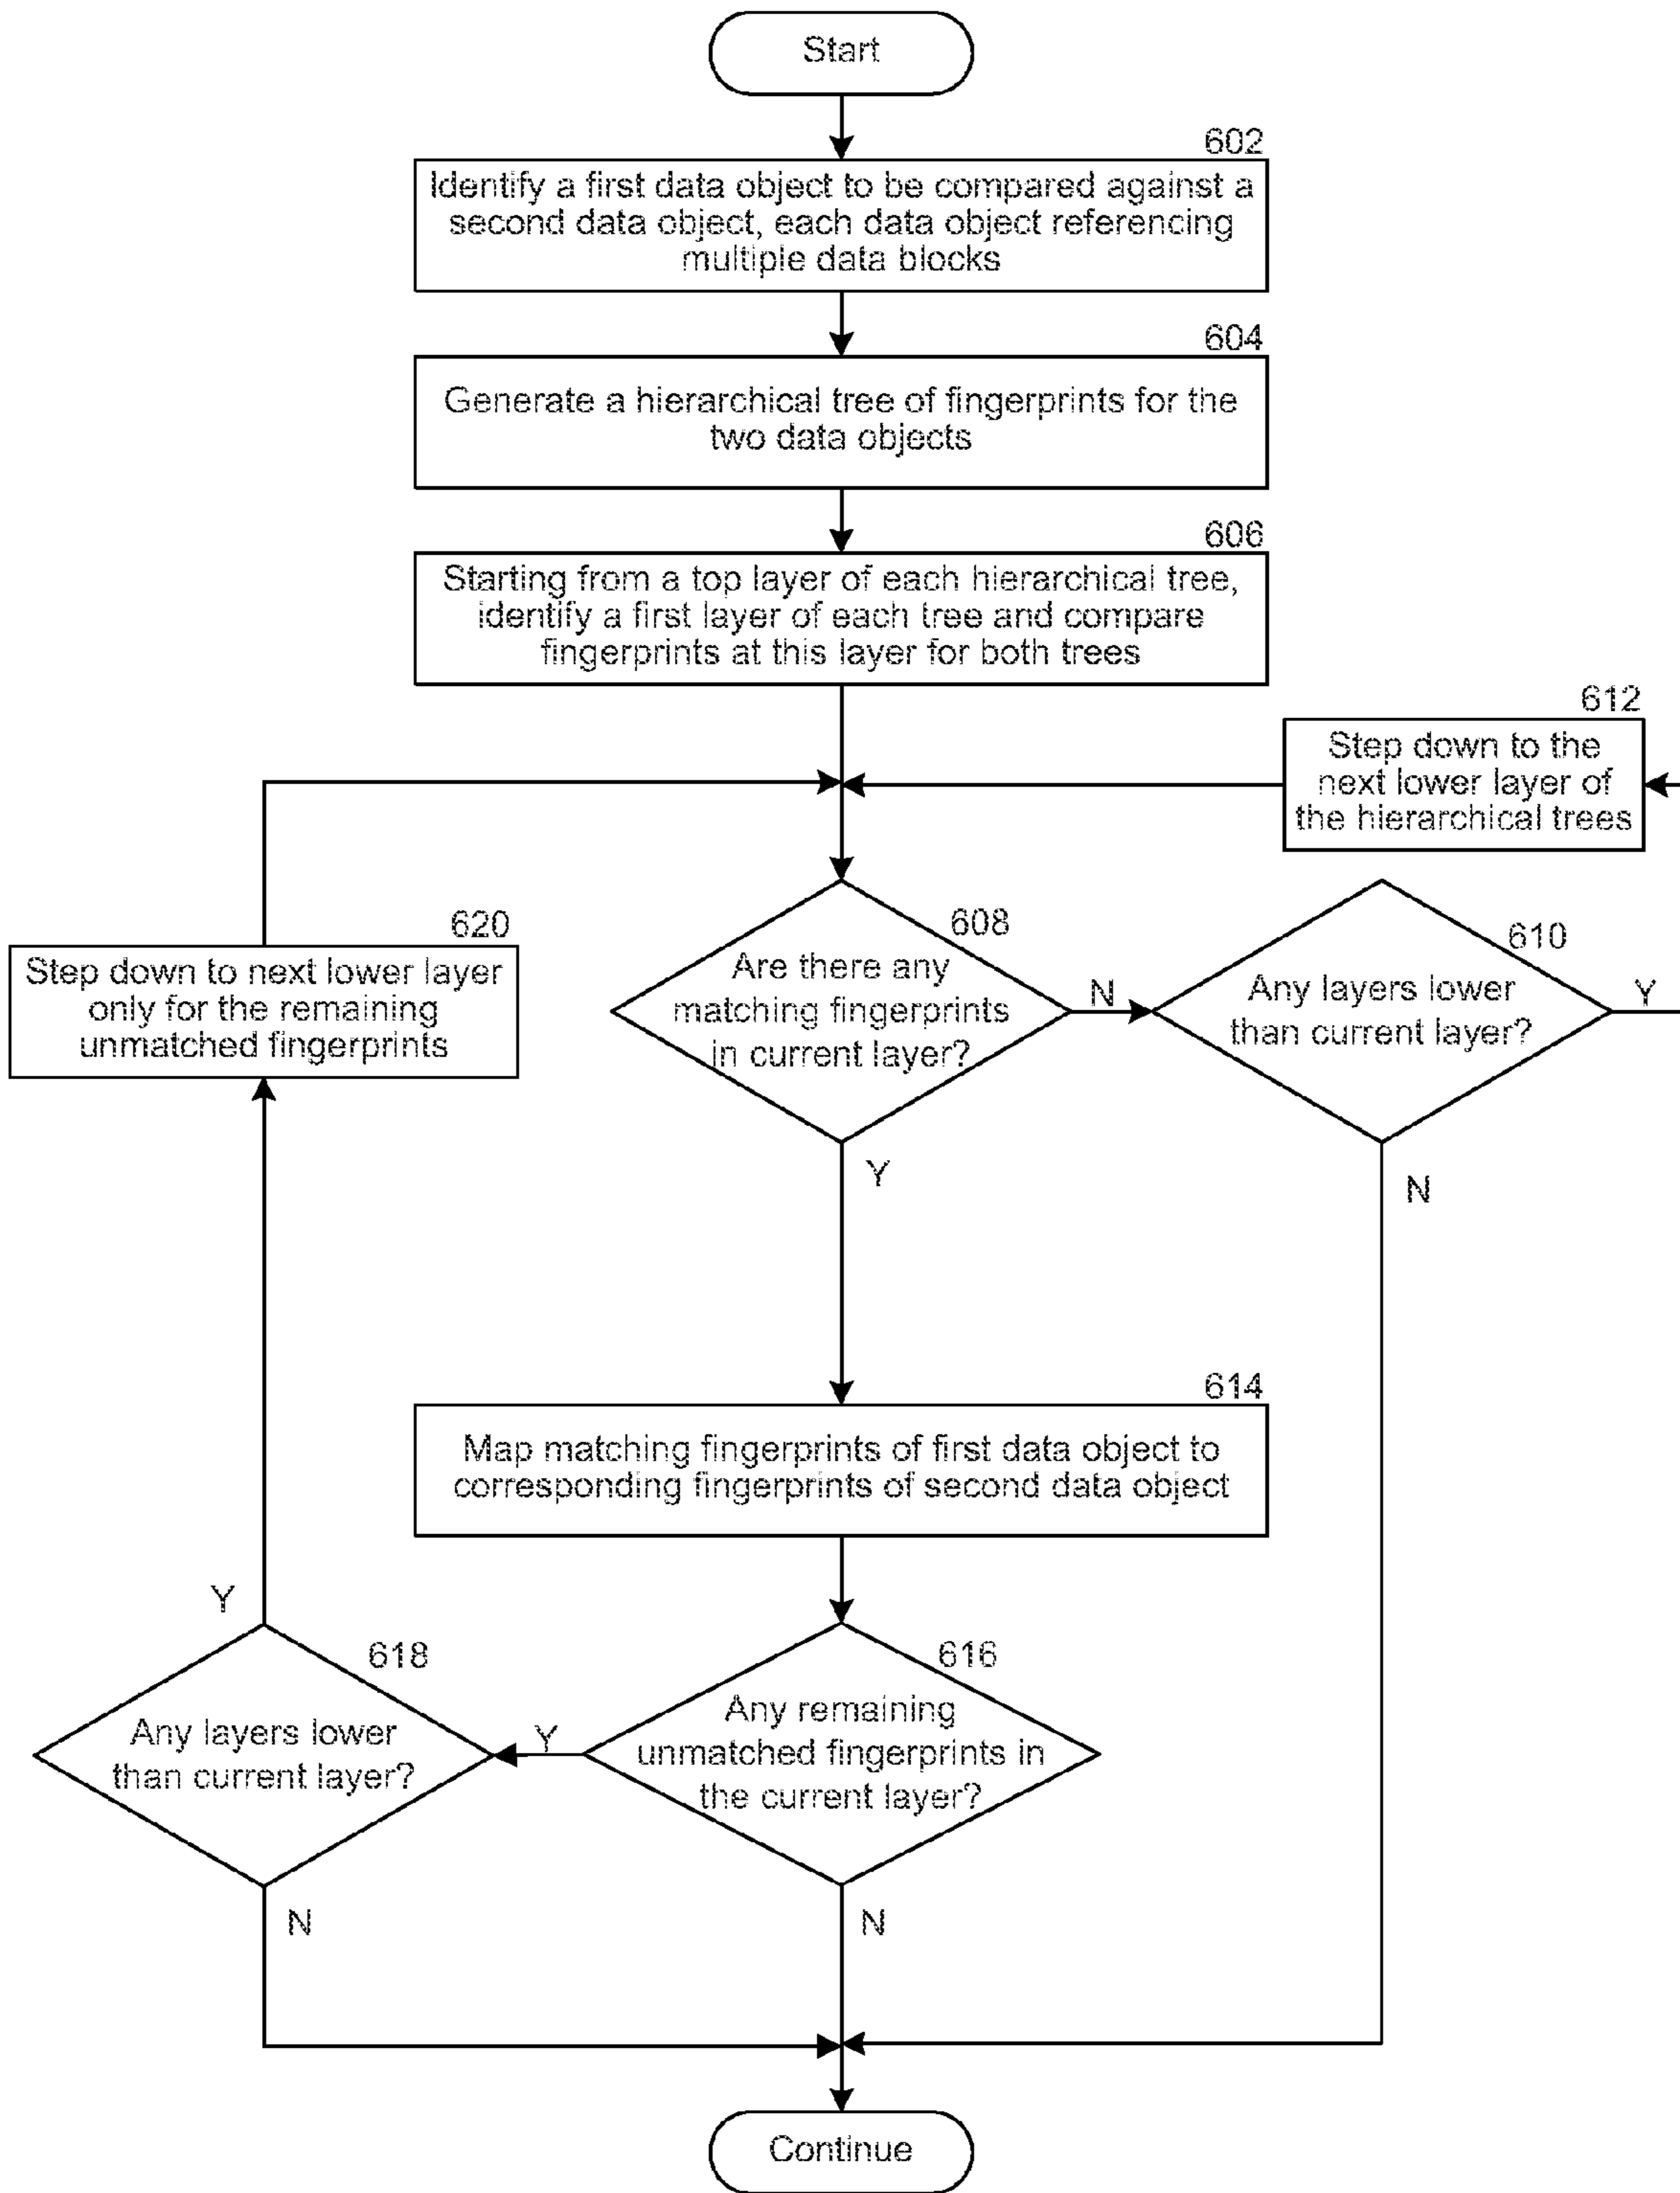 Start
602
Identify a first data object to be compared against a
second data object, each data object referencing
multiple data blocks
604
Generate a hierarchical tree of fingerprints for the
two data objects
606
Starting from a top layer of each hierarchical tree,
identify a first layer of each tree and compare
fingerprints at this layer for both trees
612
Step down to the
next lower layer of
the hierarchical trees
620
Step down to next lower layer
only for the remaining
unmatched fingerprints
608
Are there any
matching fingerprints
in current layer?
N
610
Any layers lower
than current layer?
Y
Y
N
614
Map matching fingerprints of first data object to
corresponding fingerprints of second data object
Y
618
Any layers lower
than current layer?
Y
616
Any remaining
unmatched fingerprints in
the current layer?
N
N
Continue